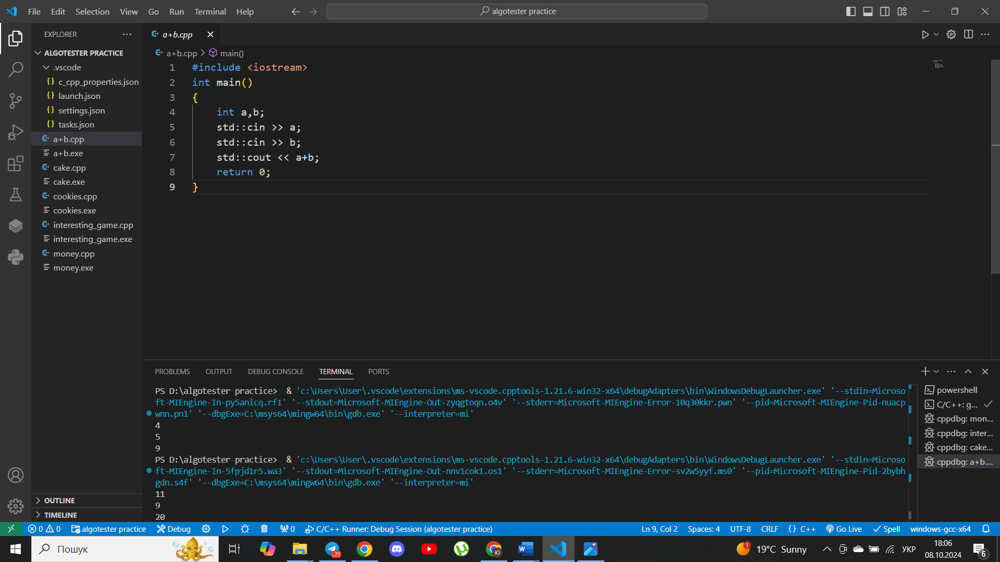 File Edit Selection View Go Run Terminal Help
algotester practice
EXPLORER
ALGOTESTER PRACTICE
.vscode
c_cpp_properties.json
launch.json
settings.json
tasks.json
a+b.cpp
a+b.exe
cake.cpp
cake.exe
cookies.cpp
cookies.exe
interesting_game.cpp
interesting_game.exe
money.cpp
money.exe
OUTLINE
TIMELINE
a+b.cpp
a+b.cpp > main()
1 #include <iostream>
2 int main()
3 {
4 int a,b;
5 std::cin >> a;
6 std::cin >> b;
7 std::cout << a+b;
8 return 0;
9 }
PROBLEMS OUTPUT DEBUG CONSOLE TERMINAL PORTS
PS D:\algotester practice>  & 'c:\Users\User\.vscode\extensions\ms-vscode.cpptools-1.21.6-win32-x64\debugAdapters\bin\WindowsDebugLauncher.exe' '--stdin=Microso
ft-MIEngine-In-py5anlcq.rf1' '--stdout=Microsoft-MIEngine-Out-zyqgtoqn.o4v' '--stderr=Microsoft-MIEngine-Error-10q30kkr.pwn' '--pid=Microsoft-MIEngine-Pid-nuacp
wnn.pn1' '--dbgExe=C:\msys64\mingw64\bin\gdb.exe' '--interpreter=mi'
4
5
9
PS D:\algotester practice>  & 'c:\Users\User\.vscode\extensions\ms-vscode.cpptools-1.21.6-win32-x64\debugAdapters\bin\WindowsDebugLauncher.exe' '--stdin=Microso
ft-MIEngine-In-5fpjd1r5.wa3' '--stdout=Microsoft-MIEngine-Out-nnv1cok1.os1' '--stderr=Microsoft-MIEngine-Error-sv2w5yyf.ms0' '--pid=Microsoft-MIEngine-Pid-2bybh
gdn.s4f' '--dbgExe=C:\msys64\mingw64\bin\gdb.exe' '--interpreter=mi'
11
9
20
powershell
C/C++: g...
cppdbg: mon...
cppdbg: inter...
cppdbg: cake...
cppdbg: a+b....
0 0 algotester practice Debug 0 C/C++ Runner: Debug Session (algotester practice) Ln 9, Col 2 Spaces: 4 UTF-8 CRLF {} C++ Go Live Spell windows-gcc-x64
Пошук
..71
10
1
19°C Sunny
УКР
18:06
08.10.2024
6